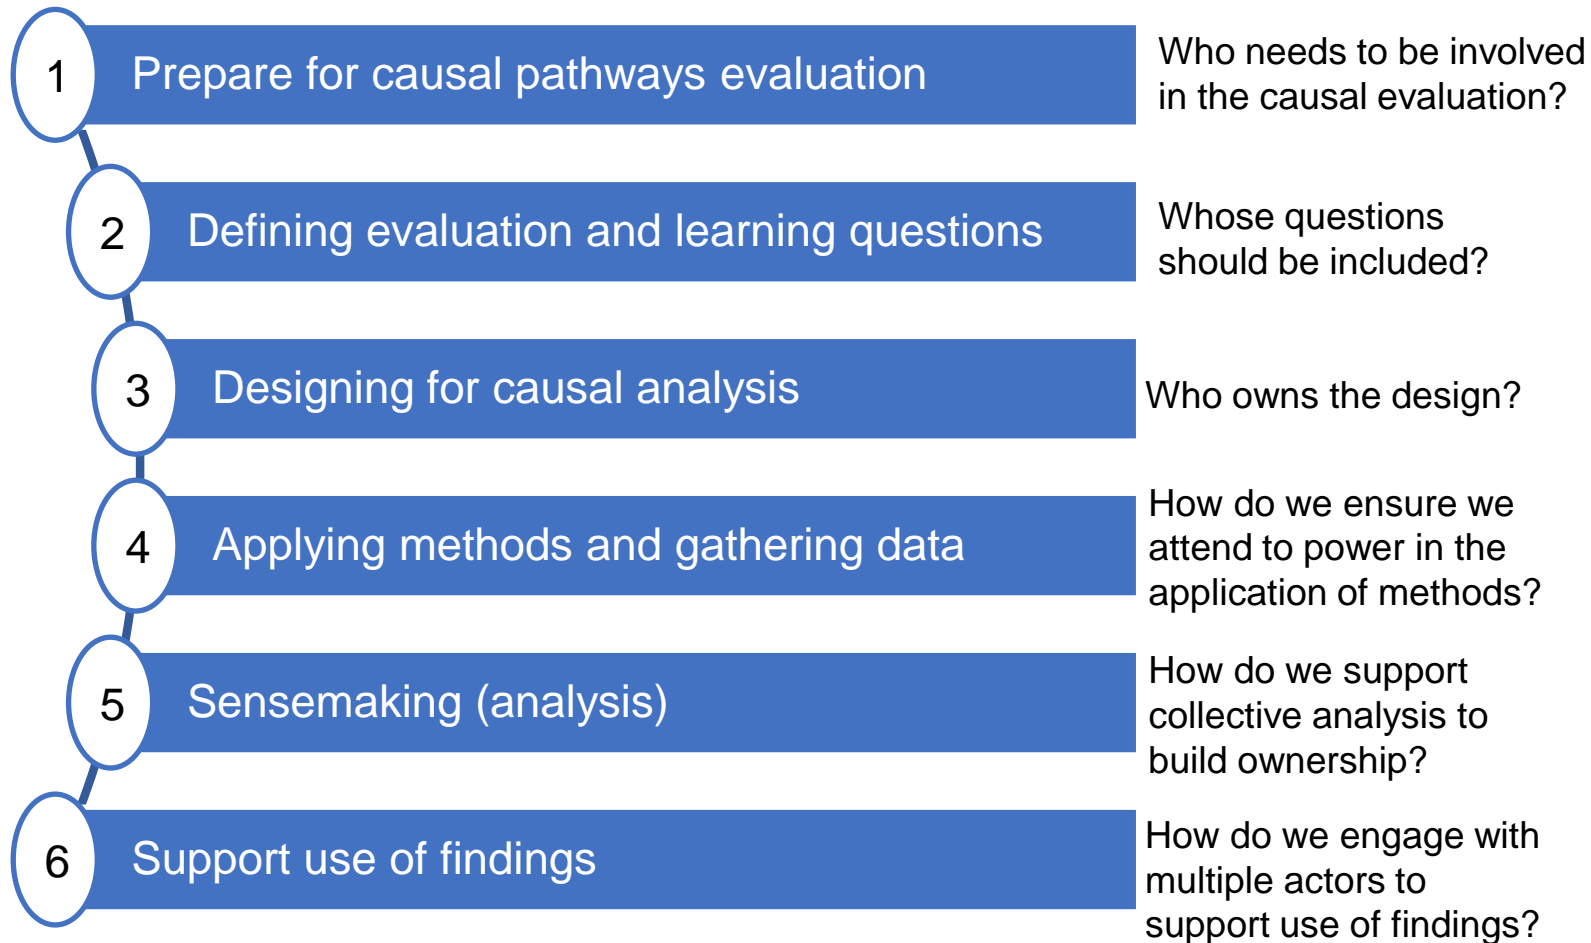 1
Prepare for causal pathways evaluation
Who needs to be involved
in the causal evaluation?
2
Defining evaluation and learning questions
Whose questions
should be included?
3
Designing for causal analysis
Who owns the design?
4
Applying methods and gathering data
How do we ensure we
attend to power in the
application of methods?
5
Sensemaking (analysis)
How do we support
collective analysis to
build ownership?
6
Support use of findings
How do we engage with
multiple actors to
support use of findings?